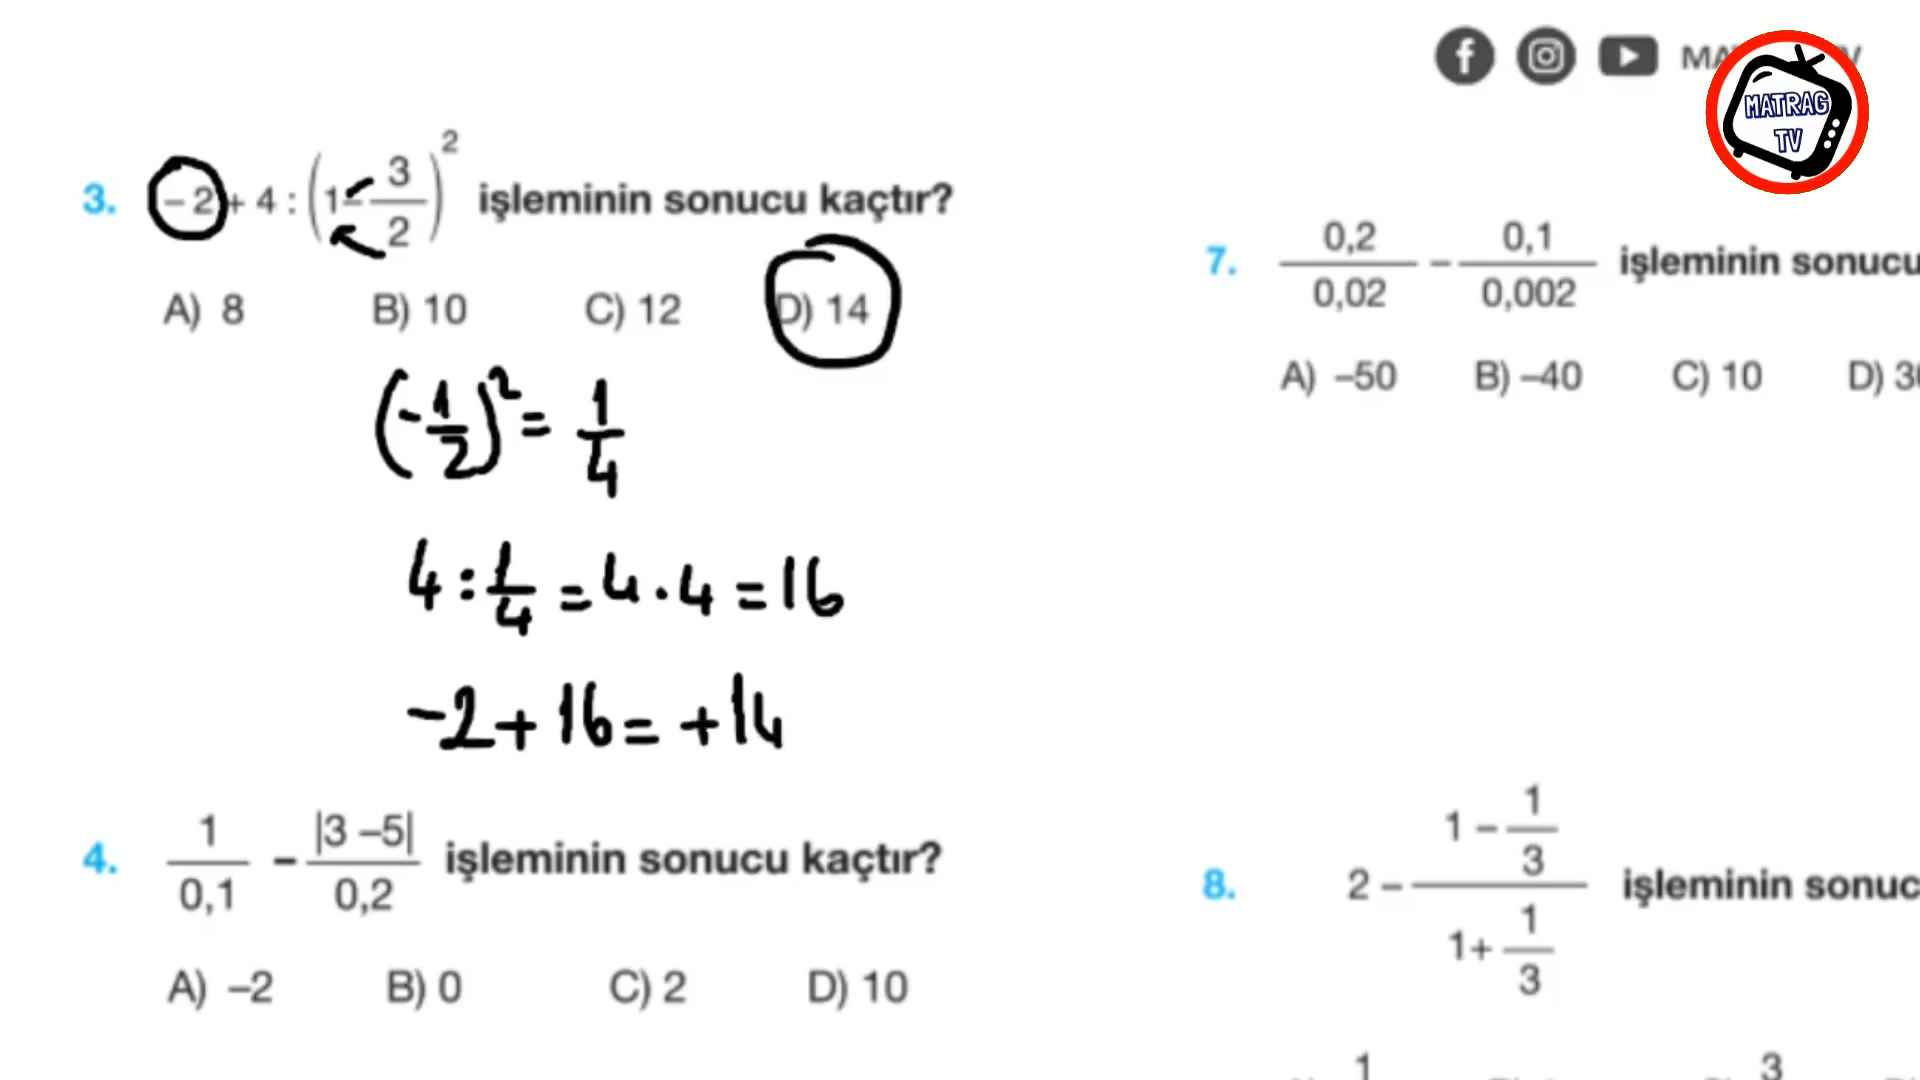 MATRAG
TV
3. –2 + 4 : (1 – 3/2)² işleminin sonucu kaçtır?
A) 8 B) 10 C) 12 D) 14
(-1/2)² = 1/4
4 : 1/4 = 4 . 4 = 16
-2 + 16 = +14
4. 1/0,1 – |3 –5|/0,2 işleminin sonucu kaçtır?
A) –2 B) 0 C) 2 D) 10
7. 0,2/0,02 – 0,1/0,002 işleminin sonucu
A) –50 B) –40 C) 10 D)
8. 2 – (1 – 1/3)/(1+ 1/3) işleminin
1 3